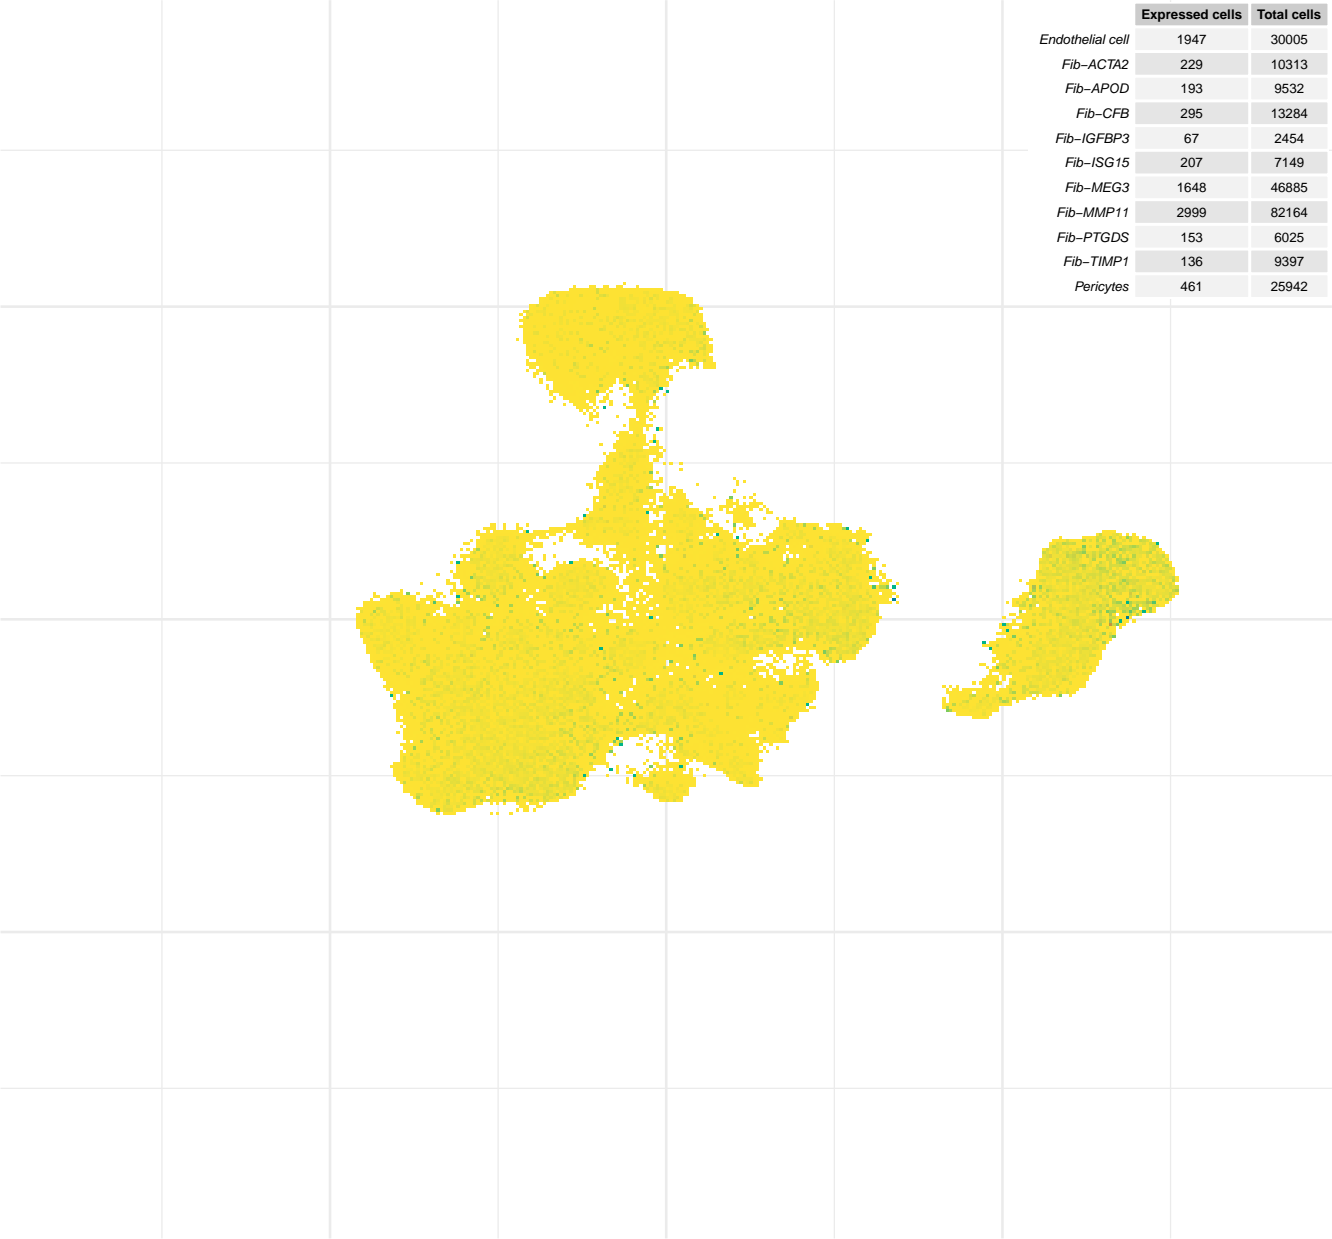 Expressed cells Total cells
Endothelial cell 1947 30005
Fib−ACTA2 229 10313
Fib−APOD 193 9532
Fib−CFB 295 13284
Fib−IGFBP3 67 2454
Fib−ISG15 207 7149
Fib−MEG3 1648 46885
Fib−MMP11 2999 82164
Fib−PTGDS 153 6025
Fib−TIMP1 136 9397
Pericytes 461 25942